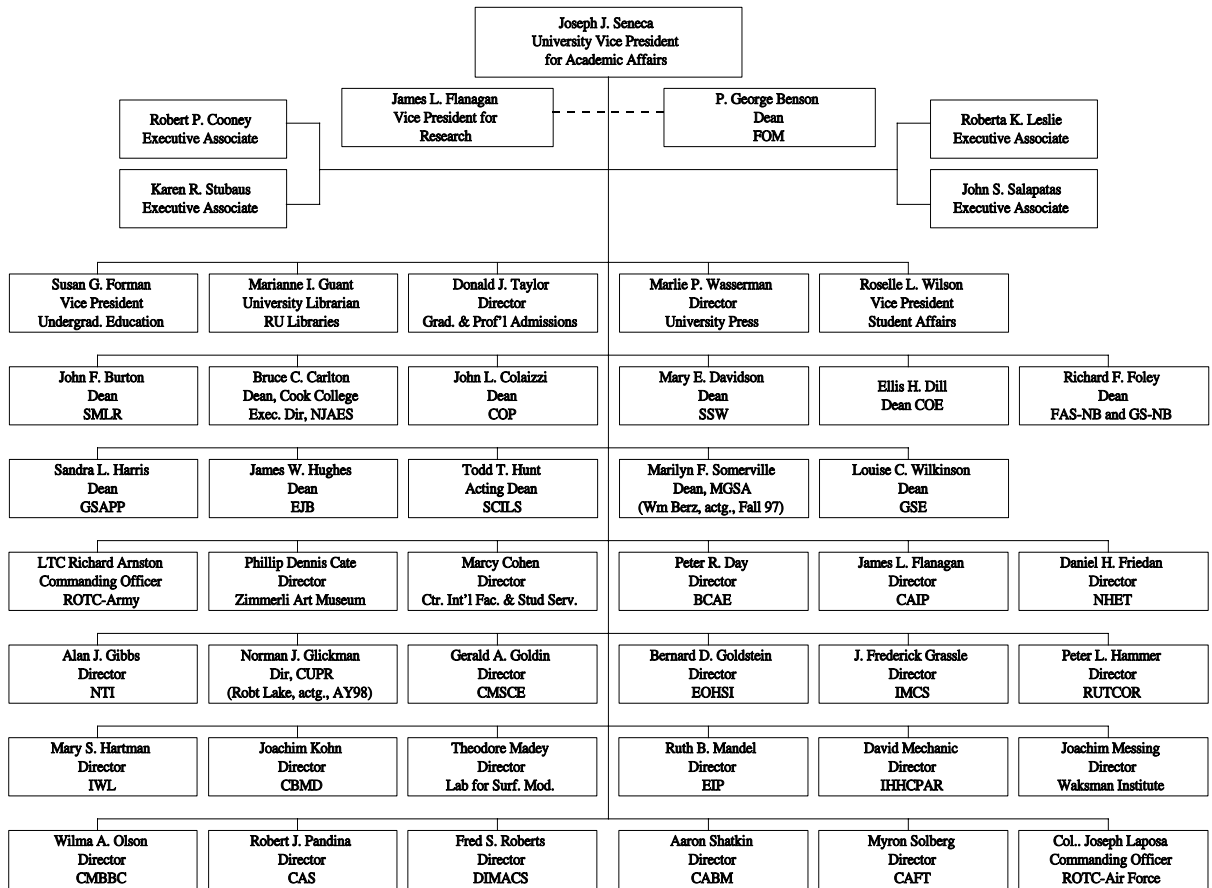 Joseph J. Seneca
University Vice President
for Academic Affairs
James L. Flanagan
Vice President for
Research
P. George Benson
Dean
FOM
Robert P. Cooney
Executive Associate
Roberta K. Leslie
Executive Associate
Karen R. Stubaus
Executive Associate
John S. Salapatas
Executive Associate
Susan G. Forman
Vice President
Undergrad. Education
Marianne I. Guant
University Librarian
RU Libraries
Donald J. Taylor
Director
Grad. & Prof'l Admissions
Marlie P. Wasserman
Director
University Press
Roselle L. Wilson
Vice President
Student Affairs
John F. Burton
Dean
SMLR
Bruce C. Carlton
Dean, Cook College
Exec. Dir, NJAES
John L. Colaizzi
Dean
COP
Mary E. Davidson
Dean
SSW
Ellis H. Dill
Dean COE
Richard F. Foley
Dean
FAS-NB and GS-NB
Sandra L. Harris
Dean
GSAPP
James W. Hughes
Dean
EJB
Todd T. Hunt
Acting Dean
SCILS
Marilyn F. Somerville
Dean, MGSA
(Wm Berz, actg., Fall 97)
Louise C. Wilkinson
Dean
GSE
LTC Richard Arnston
Commanding Officer
ROTC-Army
Phillip Dennis Cate
Director
Zimmerli Art Museum
Marcy Cohen
Director
Ctr. Int'l Fac. & Stud Serv.
Peter R. Day
Director
BCAE
James L. Flanagan
Director
CAIP
Daniel H. Friedan
Director
NHET
Alan J. Gibbs
Director
NTI
Norman J. Glickman
Dir, CUPR
(Robt Lake, actg., AY98)
Gerald A. Goldin
Director
CMSCE
Bernard D. Goldstein
Director
EOHSI
J. Frederick Grassle
Director
IMCS
Peter L. Hammer
Director
RUTCOR
Mary S. Hartman
Director
IWL
Joachim Kohn
Director
CBMD
Theodore Madey
Director
Lab for Surf. Mod.
Ruth B. Mandel
Director
EIP
David Mechanic
Director
IHHCPAR
Joachim Messing
Director
Waksman Institute
Wilma A. Olson
Director
CMBBC
Robert J. Pandina
Director
CAS
Fred S. Roberts
Director
DIMACS
Aaron Shatkin
Director
CABM
Myron Solberg
Director
CAFT
Col.. Joseph Laposa
Commanding Officer
ROTC-Air Force